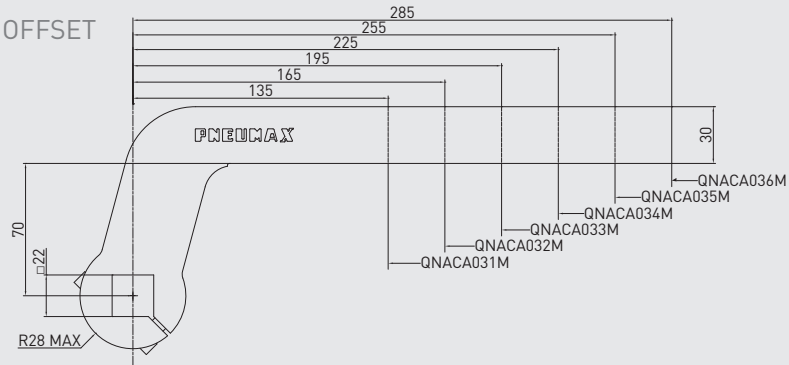 OFFSET
285
255
225
195
165
135
PNEUMAX
30
QNACA036M
QNACA035M
QNACA034M
QNACA033M
QNACA032M
QNACA031M
70
□22
R28 MAX